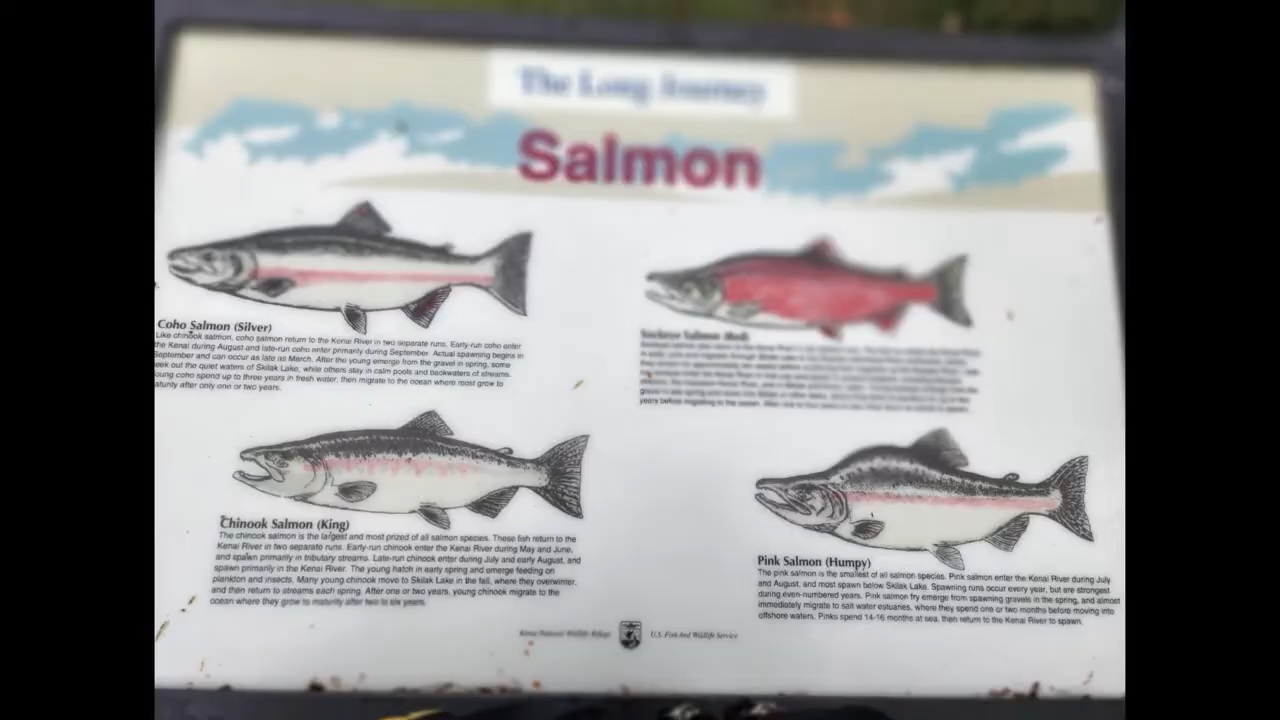 The Long Journey
Salmon
Coho Salmon (Silver)
Like chinook salmon, coho salmon return to the Kenai River in two separate runs. Early-run coho enter
the Kenai during August and late-run coho enter primarily during September. Actual spawning begins in
September and can occur as late as March. After the young emerge from the gravel in spring, some
eek out the quiet waters of Skilak Lake, while others stay in calm pools and backwaters of streams.
oung coho spend up to three years in fresh water, then migrate to the ocean where most grow to
aturity after only one or two years.
Sockeye Salmon (Red)
years before migrating to the ocean.
Chinook Salmon (King)
The chinook salmon is the largest and most prized of all salmon species. These fish return to the
Kenai River in two separate runs. Early-run chinook enter the Kenai River during May and June,
and spawn primarily in tributary streams. Late-run chinook enter during July and early August, and
spawn primarily in the Kenai River. The young hatch in early spring and emerge feeding on
plankton and insects. Many young chinook move to Skilak Lake in the fall, where they overwinter,
and then return to streams each spring. After one or two years, young chinook migrate to the
ocean where they grow to maturity after two to six years.
Pink Salmon (Humpy)
The pink salmon is the smallest of all salmon species. Pink salmon enter the Kenai River during July
and August, and most spawn below Skilak Lake. Spawning runs occur every year, but are strongest
during even-numbered years. Pink salmon fry emerge from spawning gravels in the spring, and almost
immediately migrate to salt water estuaries, where they spend one or two months before moving into
offshore waters. Pinks spend 14-16 months at sea, then return to the Kenai River to spawn.
Kenai National Wildlife Refuge
U.S. Fish And Wildlife Service